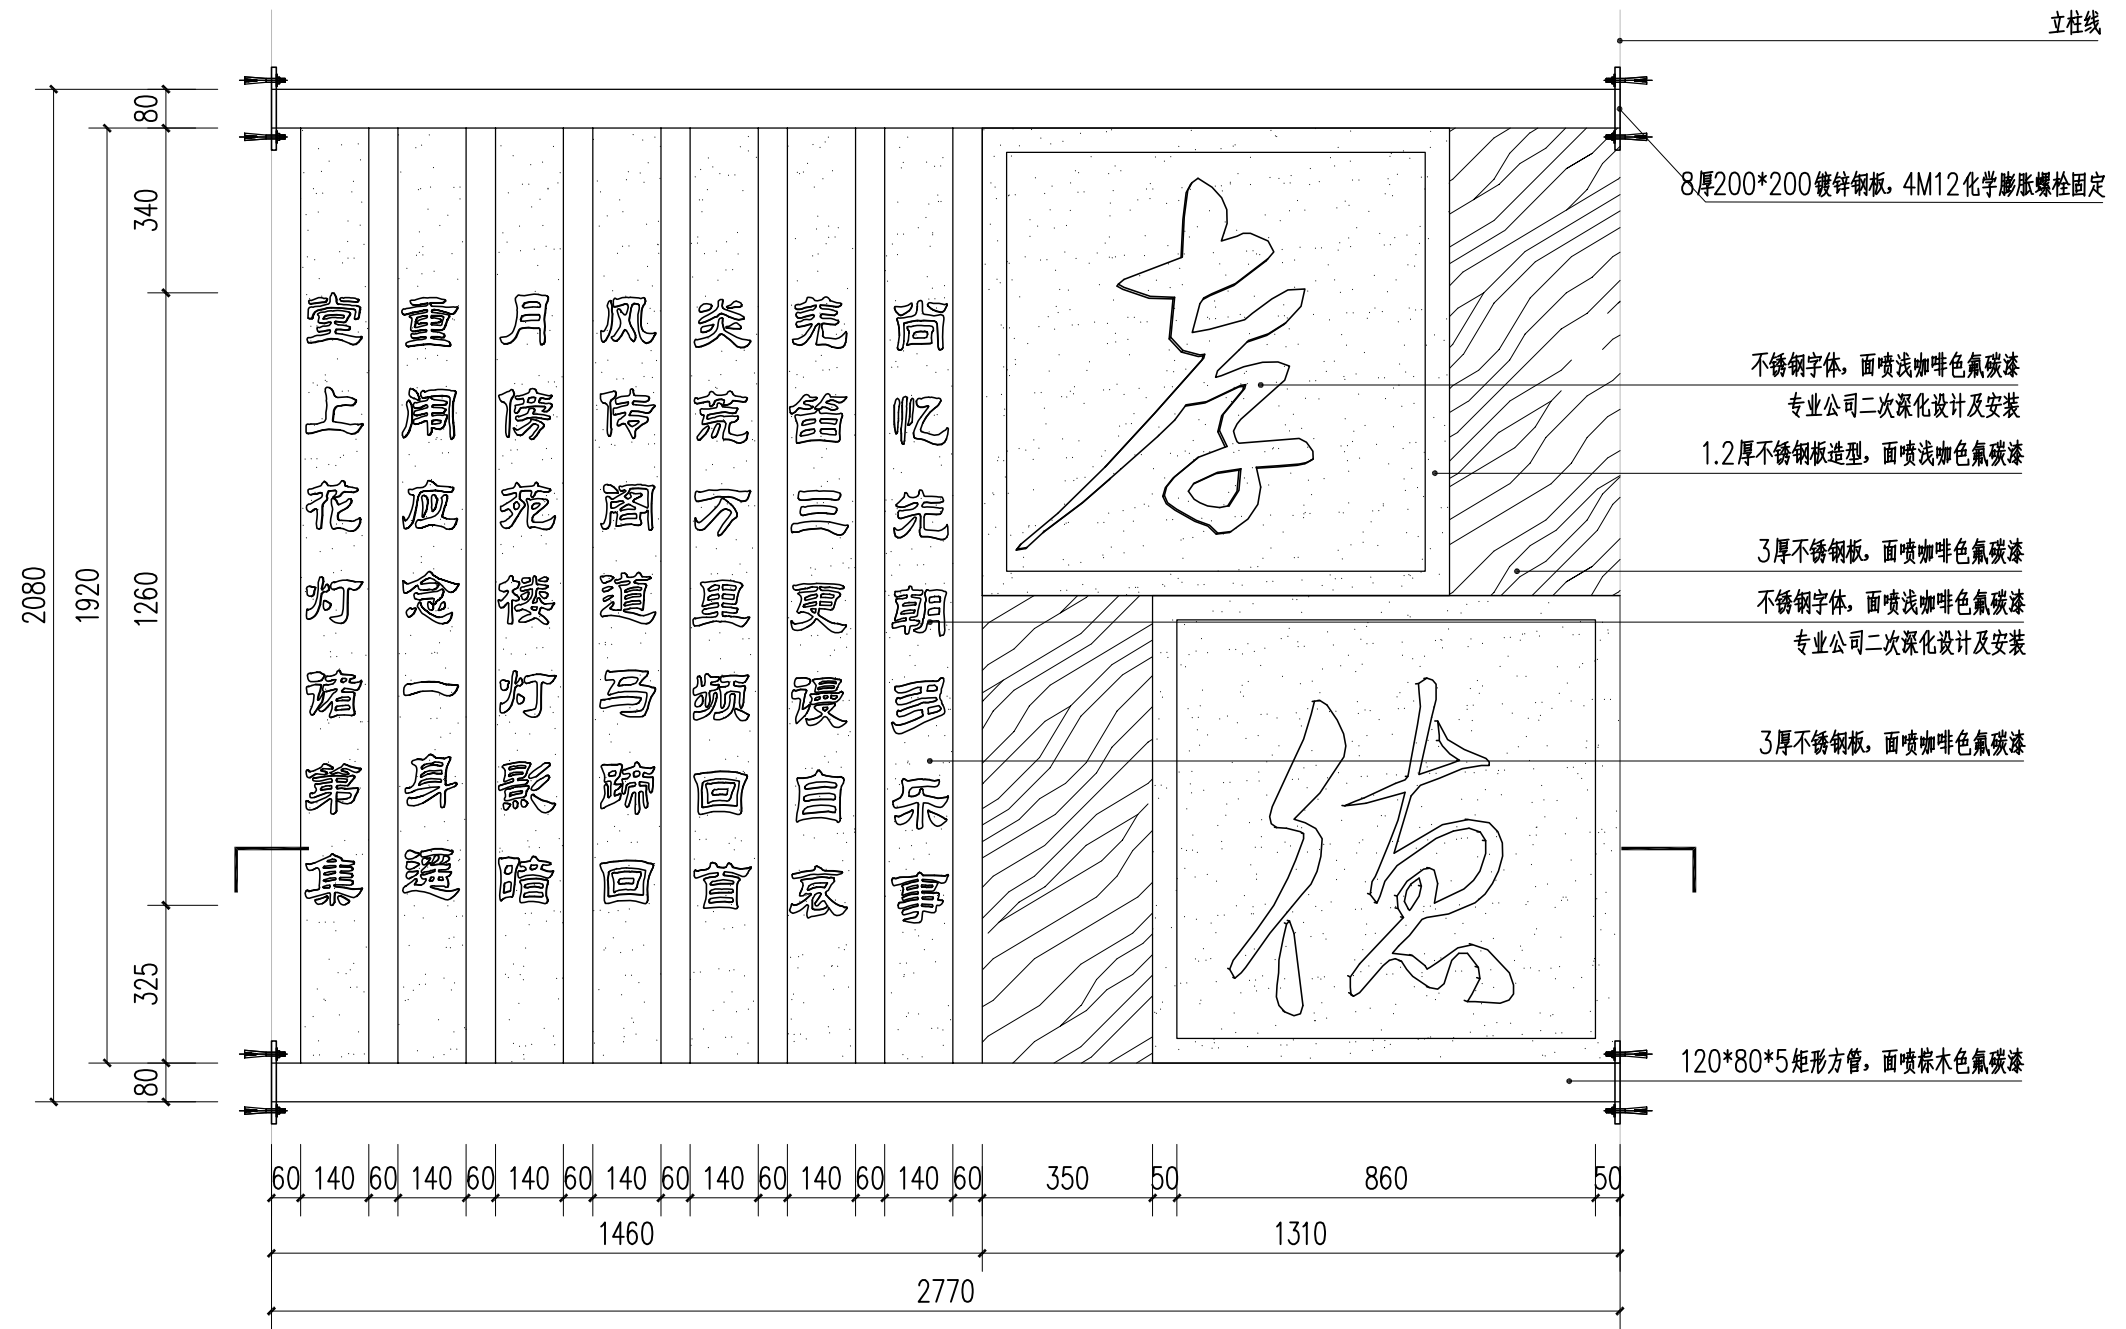 立柱线
8厚200*200镀锌钢板，4M12化学膨胀螺栓固定
不锈钢字体，面喷浅咖啡色氟碳漆
专业公司二次深化设计及安装
1.2厚不锈钢板造型，面喷浅咖色氟碳漆
3厚不锈钢板，面喷咖啡色氟碳漆
不锈钢字体，面喷浅咖啡色氟碳漆
专业公司二次深化设计及安装
3厚不锈钢板，面喷咖啡色氟碳漆
120*80*5矩形方管，面喷棕木色氟碳漆
堂上花灯诸第集
重闱应念一身遥
月傍苑楼灯影暗
风传阁道马蹄回
炎荒万里频回首
羌笛三更谩自哀
尚忆先朝多乐事
孝
德
2080
1920
80
340
1260
325
80
60 140 60 140 60 140 60 140 60 140 60 140 60 140 60 350 50 860 50
1460 1310
2770